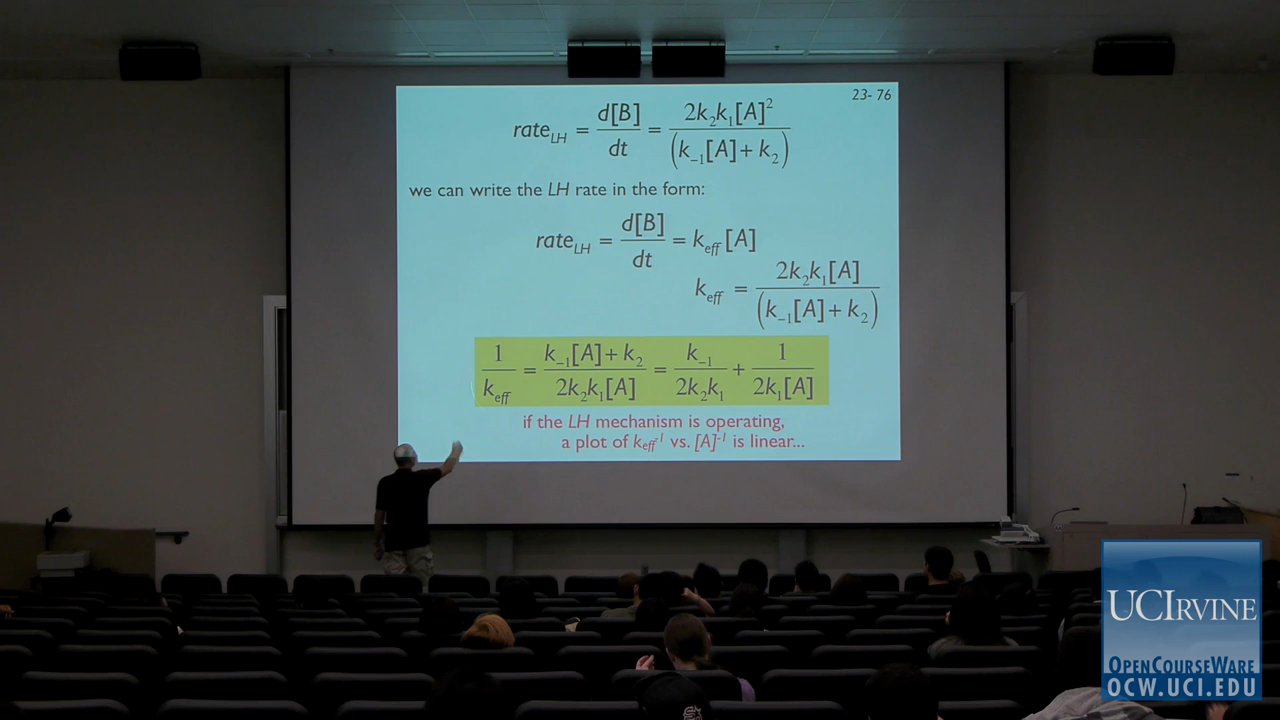 23- 76
rate_LH = d[B]/dt = 2k_2k_1[A]^2/(k_{-1}[A] + k_2)
we can write the LH rate in the form:
rate_LH = d[B]/dt = k_eff [A]
k_eff = 2k_2k_1[A]/(k_{-1}[A] + k_2)
1/k_eff = (k_{-1}[A] + k_2)/(2k_2k_1[A]) = k_{-1}/(2k_2k_1) + 1/(2k_1[A])
if the LH mechanism is operating,
a plot of k_eff^{-1} vs. [A]^{-1} is linear...
UCIRVINE
OPENCOURSEWARE
OCW.UCI.EDU